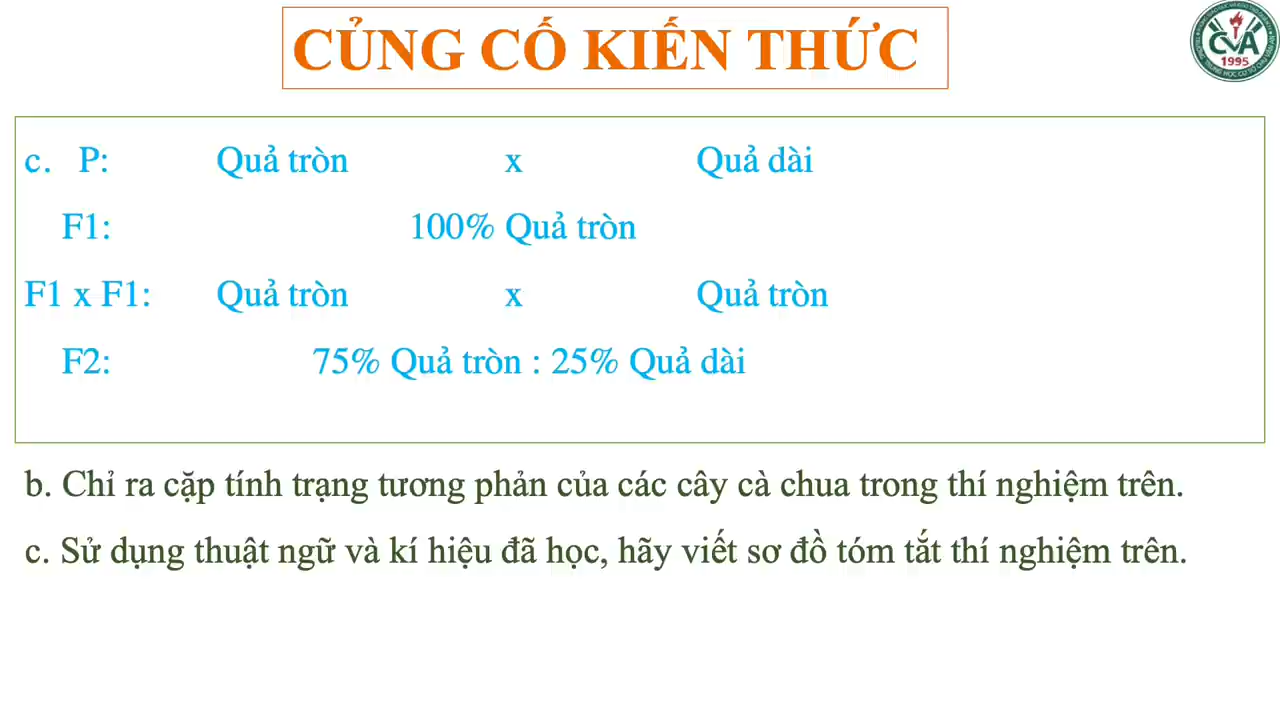 CỦNG CỐ KIẾN THỨC
CVA
1995
c. P: Quả tròn x Quả dài
F1: 100% Quả tròn
F1 x F1: Quả tròn x Quả tròn
F2: 75% Quả tròn : 25% Quả dài
b. Chỉ ra cặp tính trạng tương phản của các cây cà chua trong thí nghiệm trên.
c. Sử dụng thuật ngữ và kí hiệu đã học, hãy viết sơ đồ tóm tắt thí nghiệm trên.